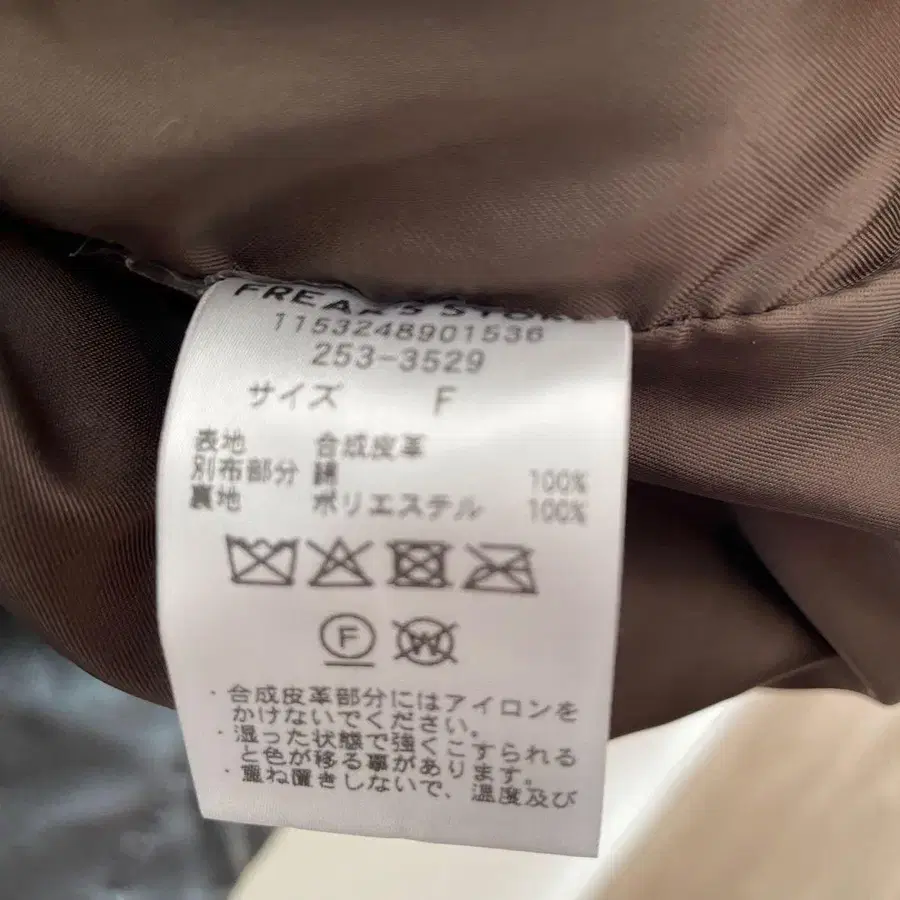 FREAK'S STORE
1153248901536
253-3529
サイズ F
表地 合成皮革
別布部分 綿 100%
裏地 ポリエステル 100%
F
W
・合成皮革部分にはアイロンを
かけないでください。
・湿った状態で強くこすられる
と色が移る事があります。
・重ね置きしないで、温度及び